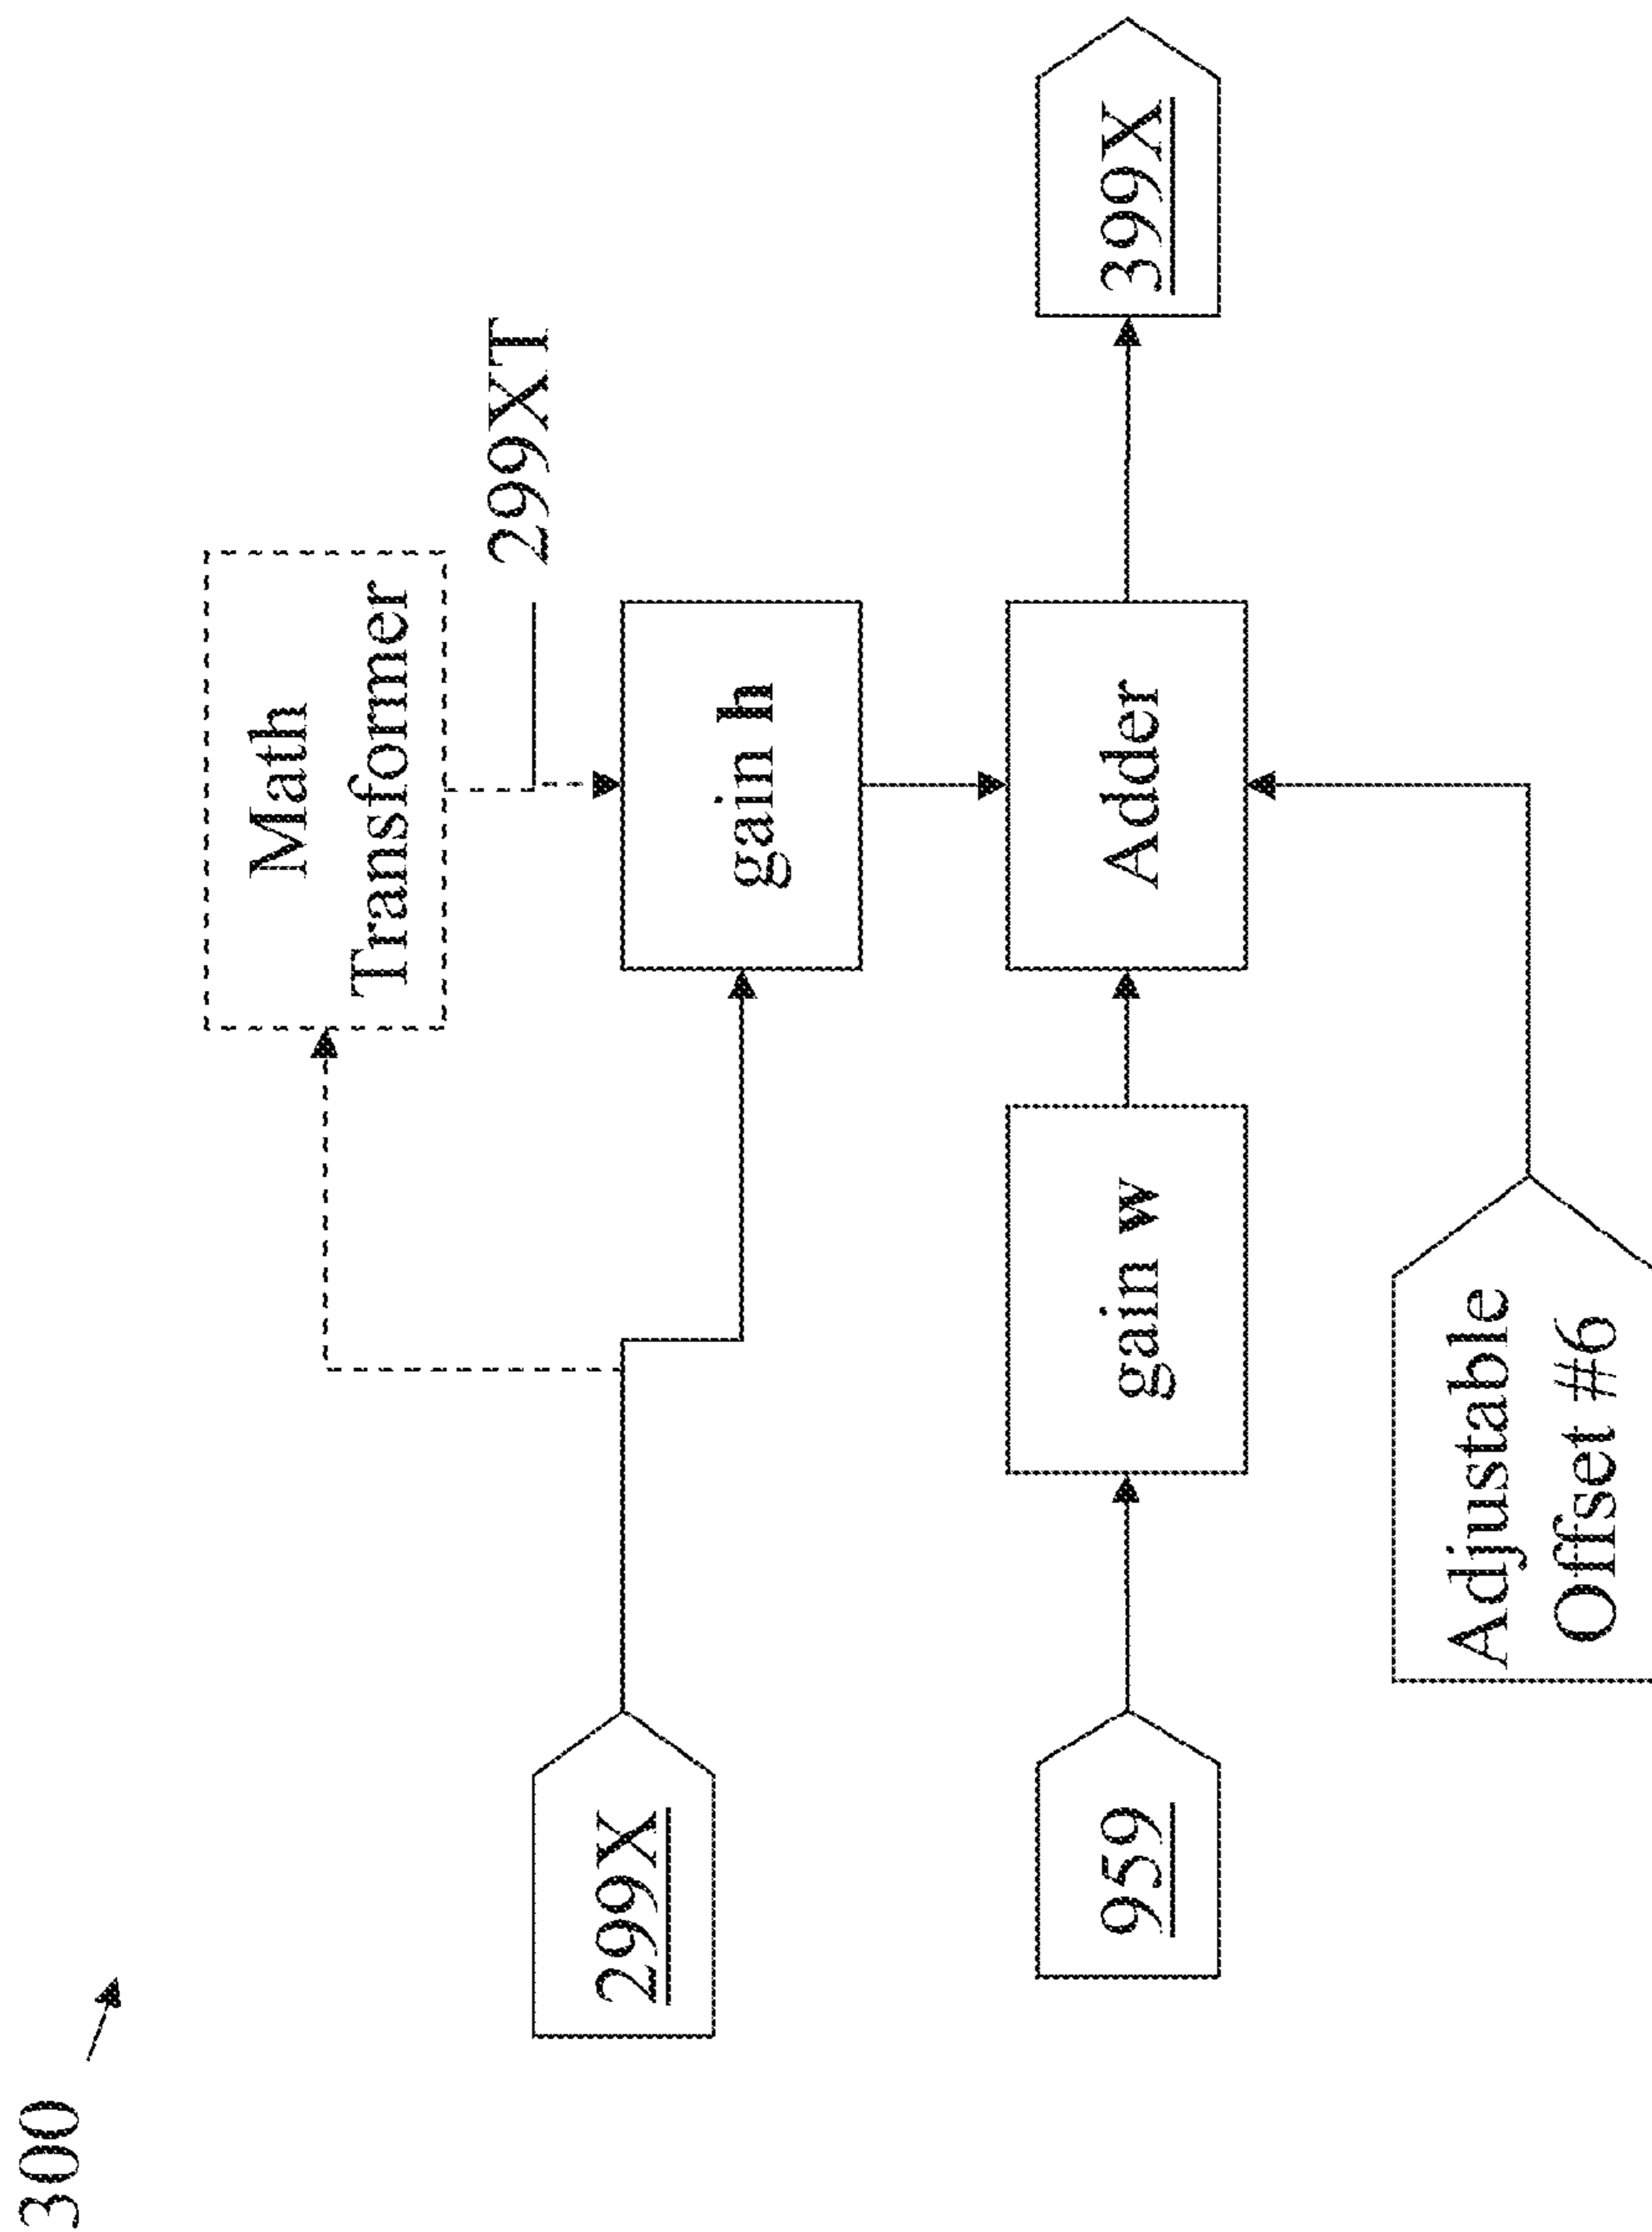 300
Math
Transformer
299XT
299X
gain h
959
gain w
Adder
399X
Adjustable
Offset #6